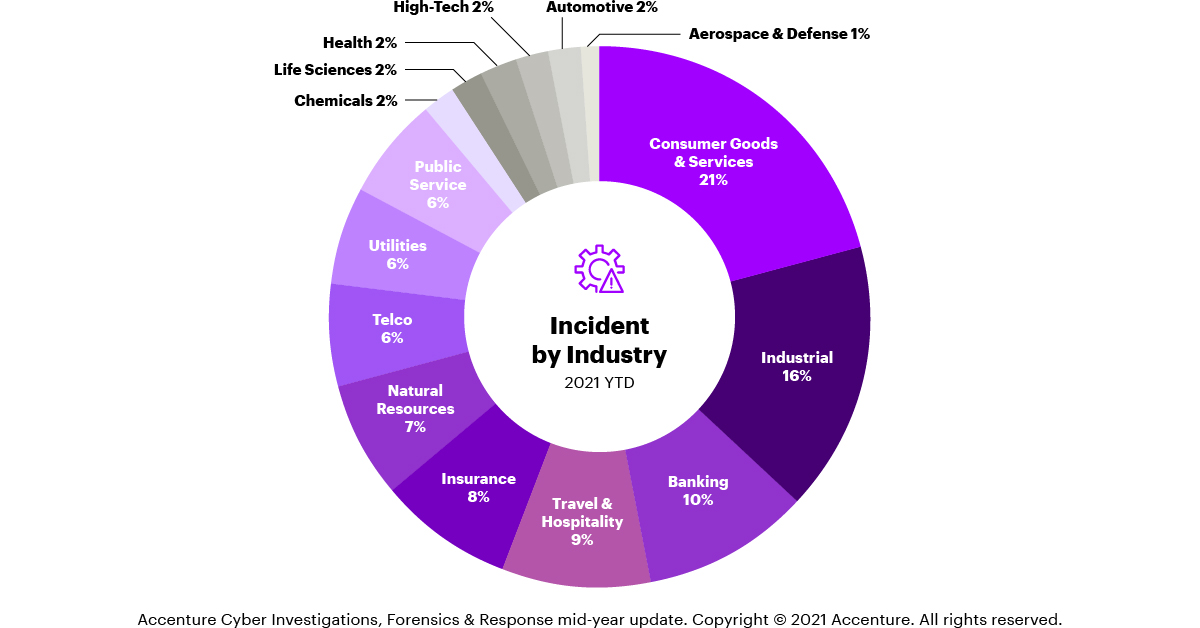 High-Tech 2%
Automotive 2%
Aerospace & Defense 1%
Health 2%
Life Sciences 2%
Chemicals 2%
Consumer Goods
& Services
21%
Public
Service
6%
Utilities
6%
Telco
6%
Industrial
16%
Natural
Resources
7%
Insurance
8%
Travel &
Hospitality
9%
Banking
10%
Incident
by Industry
2021 YTD
Accenture Cyber Investigations, Forensics & Response mid-year update. Copyright © 2021 Accenture. All rights reserved.